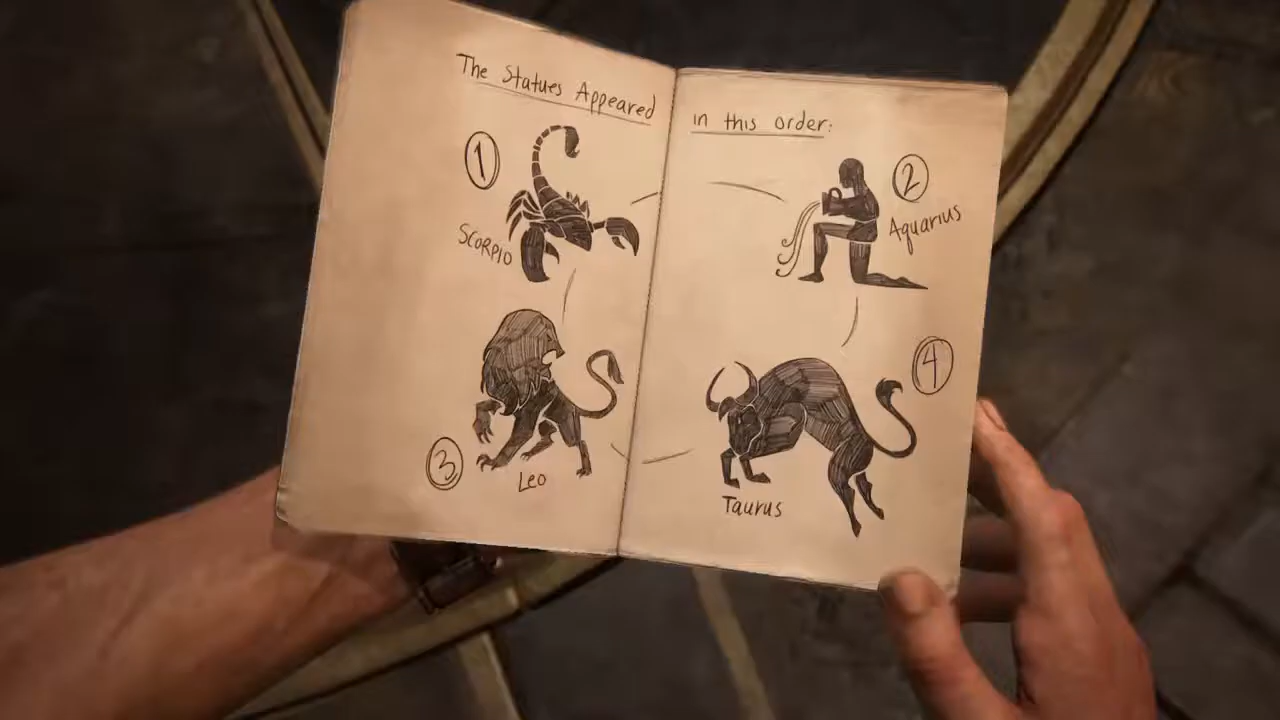 The Statues Appeared in this order:
1
SCORPIO
2
Aquarius
3
Leo
4
Taurus